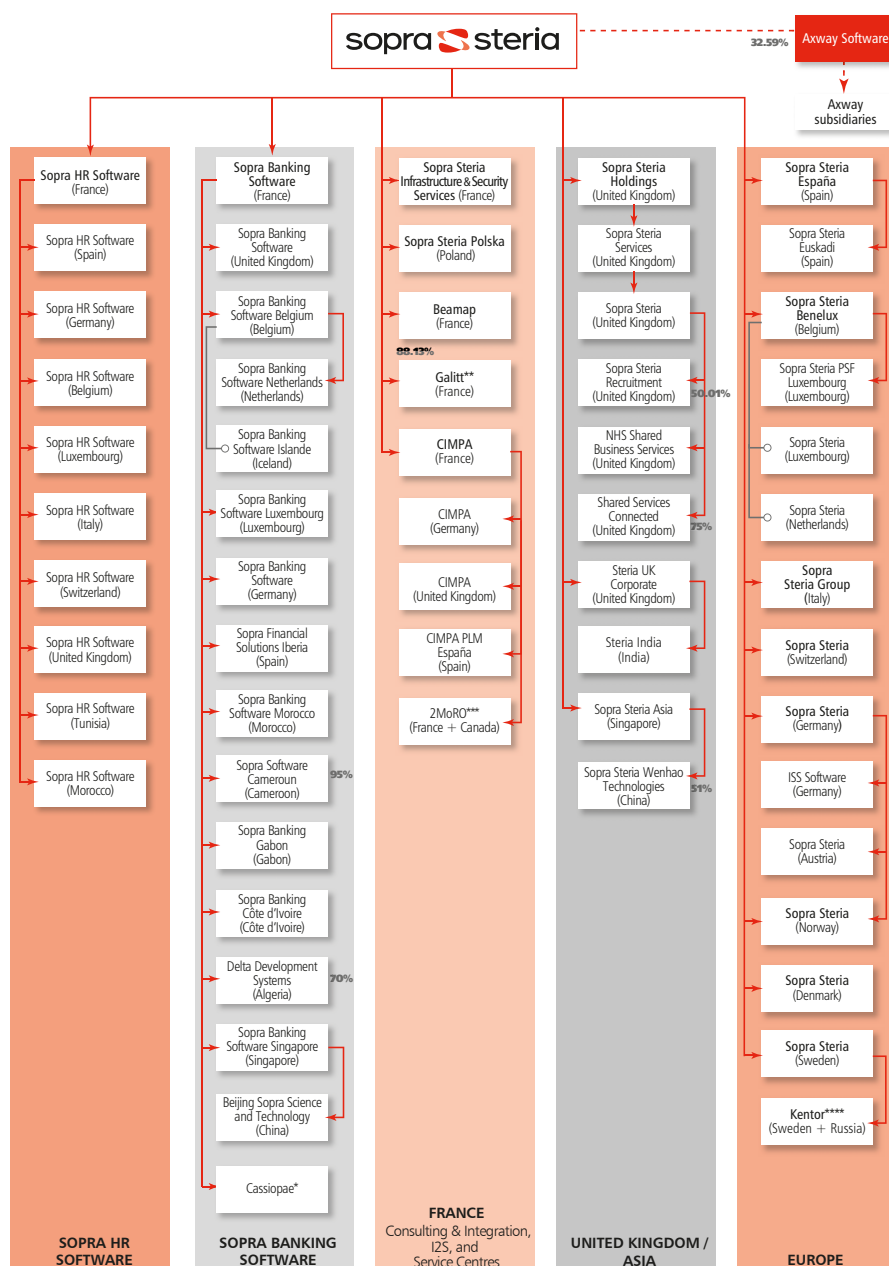 sopra steria
32.59%
Axway Software
Axway
subsidiaries
Sopra HR Software
(France)
Sopra HR Software
(Spain)
Sopra HR Software
(Germany)
Sopra HR Software
(Belgium)
Sopra HR Software
(Luxembourg)
Sopra HR Software
(Italy)
Sopra HR Software
(Switzerland)
Sopra HR Software
(United Kingdom)
Sopra HR Software
(Tunisia)
Sopra HR Software
(Morocco)
SOPRA HR
SOFTWARE
Sopra Banking
Software
(France)
Sopra Banking
Software
(United Kingdom)
Sopra Banking
Software Belgium
(Belgium)
Sopra Banking
Software Netherlands
(Netherlands)
Sopra Banking
Software Islande
(Iceland)
Sopra Banking
Software Luxembourg
(Luxembourg)
Sopra Banking
Software
(Germany)
Sopra Financial
Solutions Iberia
(Spain)
Sopra Banking
Software Morocco
(Morocco)
Sopra Software
Cameroun
(Cameroon)
95%
Sopra Banking
Gabon
(Gabon)
Sopra Banking
Côte d'Ivoire
(Côte d'Ivoire)
Delta Development
Systems
(Algeria)
70%
Sopra Banking
Software Singapore
(Singapore)
Beijing Sopra Science
and Technology
(China)
Cassiopae*
SOPRA BANKING
SOFTWARE
Sopra Steria
Infrastructure & Security
Services (France)
Sopra Steria Polska
(Poland)
Beamap
(France)
88.13%
Galitt**
(France)
CIMPA
(France)
CIMPA
(Germany)
CIMPA
(United Kingdom)
CIMPA PLM
España
(Spain)
2MoRO***
(France + Canada)
FRANCE
Consulting & Integration,
I2S, and
Service Centres
Sopra Steria
Holdings
(United Kingdom)
Sopra Steria
Services
(United Kingdom)
Sopra Steria
(United Kingdom)
Sopra Steria
Recruitment
(United Kingdom)
50.01%
NHS Shared
Business Services
(United Kingdom)
Shared Services
Connected
(United Kingdom)
75%
Steria UK
Corporate
(United Kingdom)
Steria India
(India)
Sopra Steria Asia
(Singapore)
Sopra Steria Wenhao
Technologies
(China)
51%
UNITED KINGDOM /
ASIA
Sopra Steria
España
(Spain)
Sopra Steria
Euskadi
(Spain)
Sopra Steria
Benelux
(Belgium)
Sopra Steria PSF
Luxembourg
(Luxembourg)
Sopra Steria
(Luxembourg)
Sopra Steria
(Netherlands)
Sopra
Steria Group
(Italy)
Sopra Steria
(Switzerland)
Sopra Steria
(Germany)
ISS Software
(Germany)
Sopra Steria
(Austria)
Sopra Steria
(Norway)
Sopra Steria
(Denmark)
Sopra Steria
(Sweden)
Kentor****
(Sweden + Russia)
EUROPE